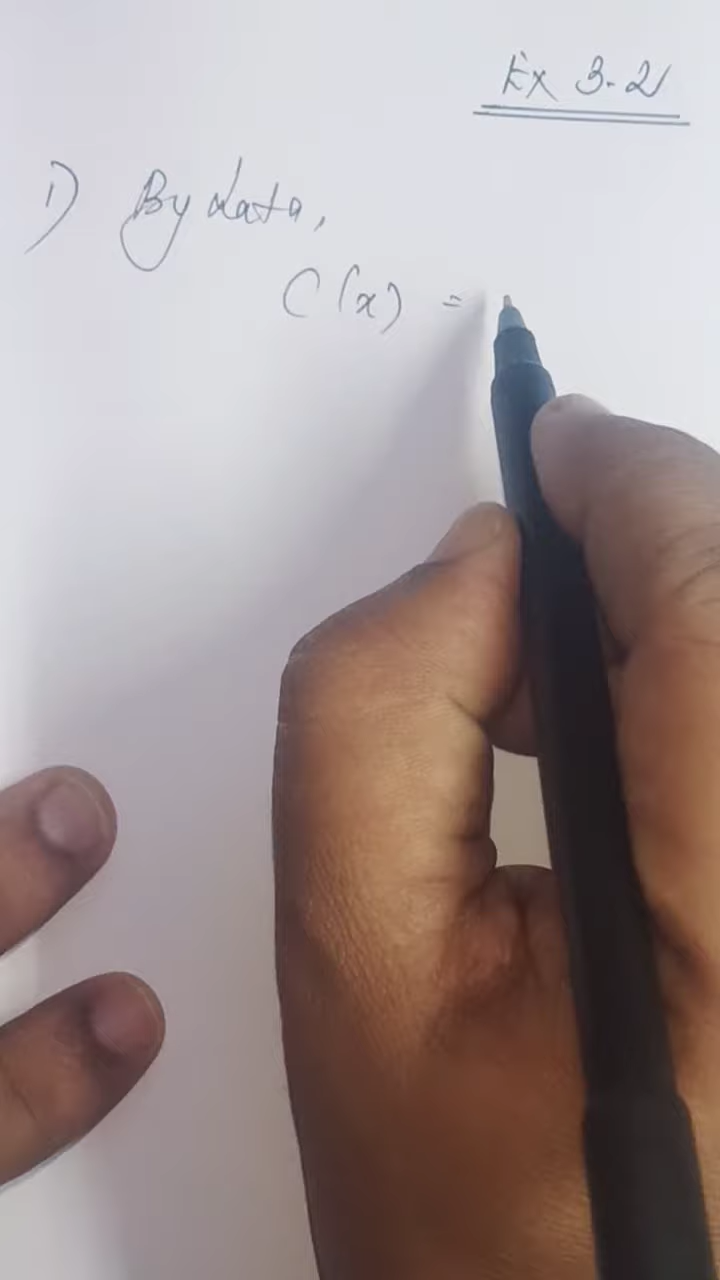 Ex 3.2
1) By data,
C(x) =